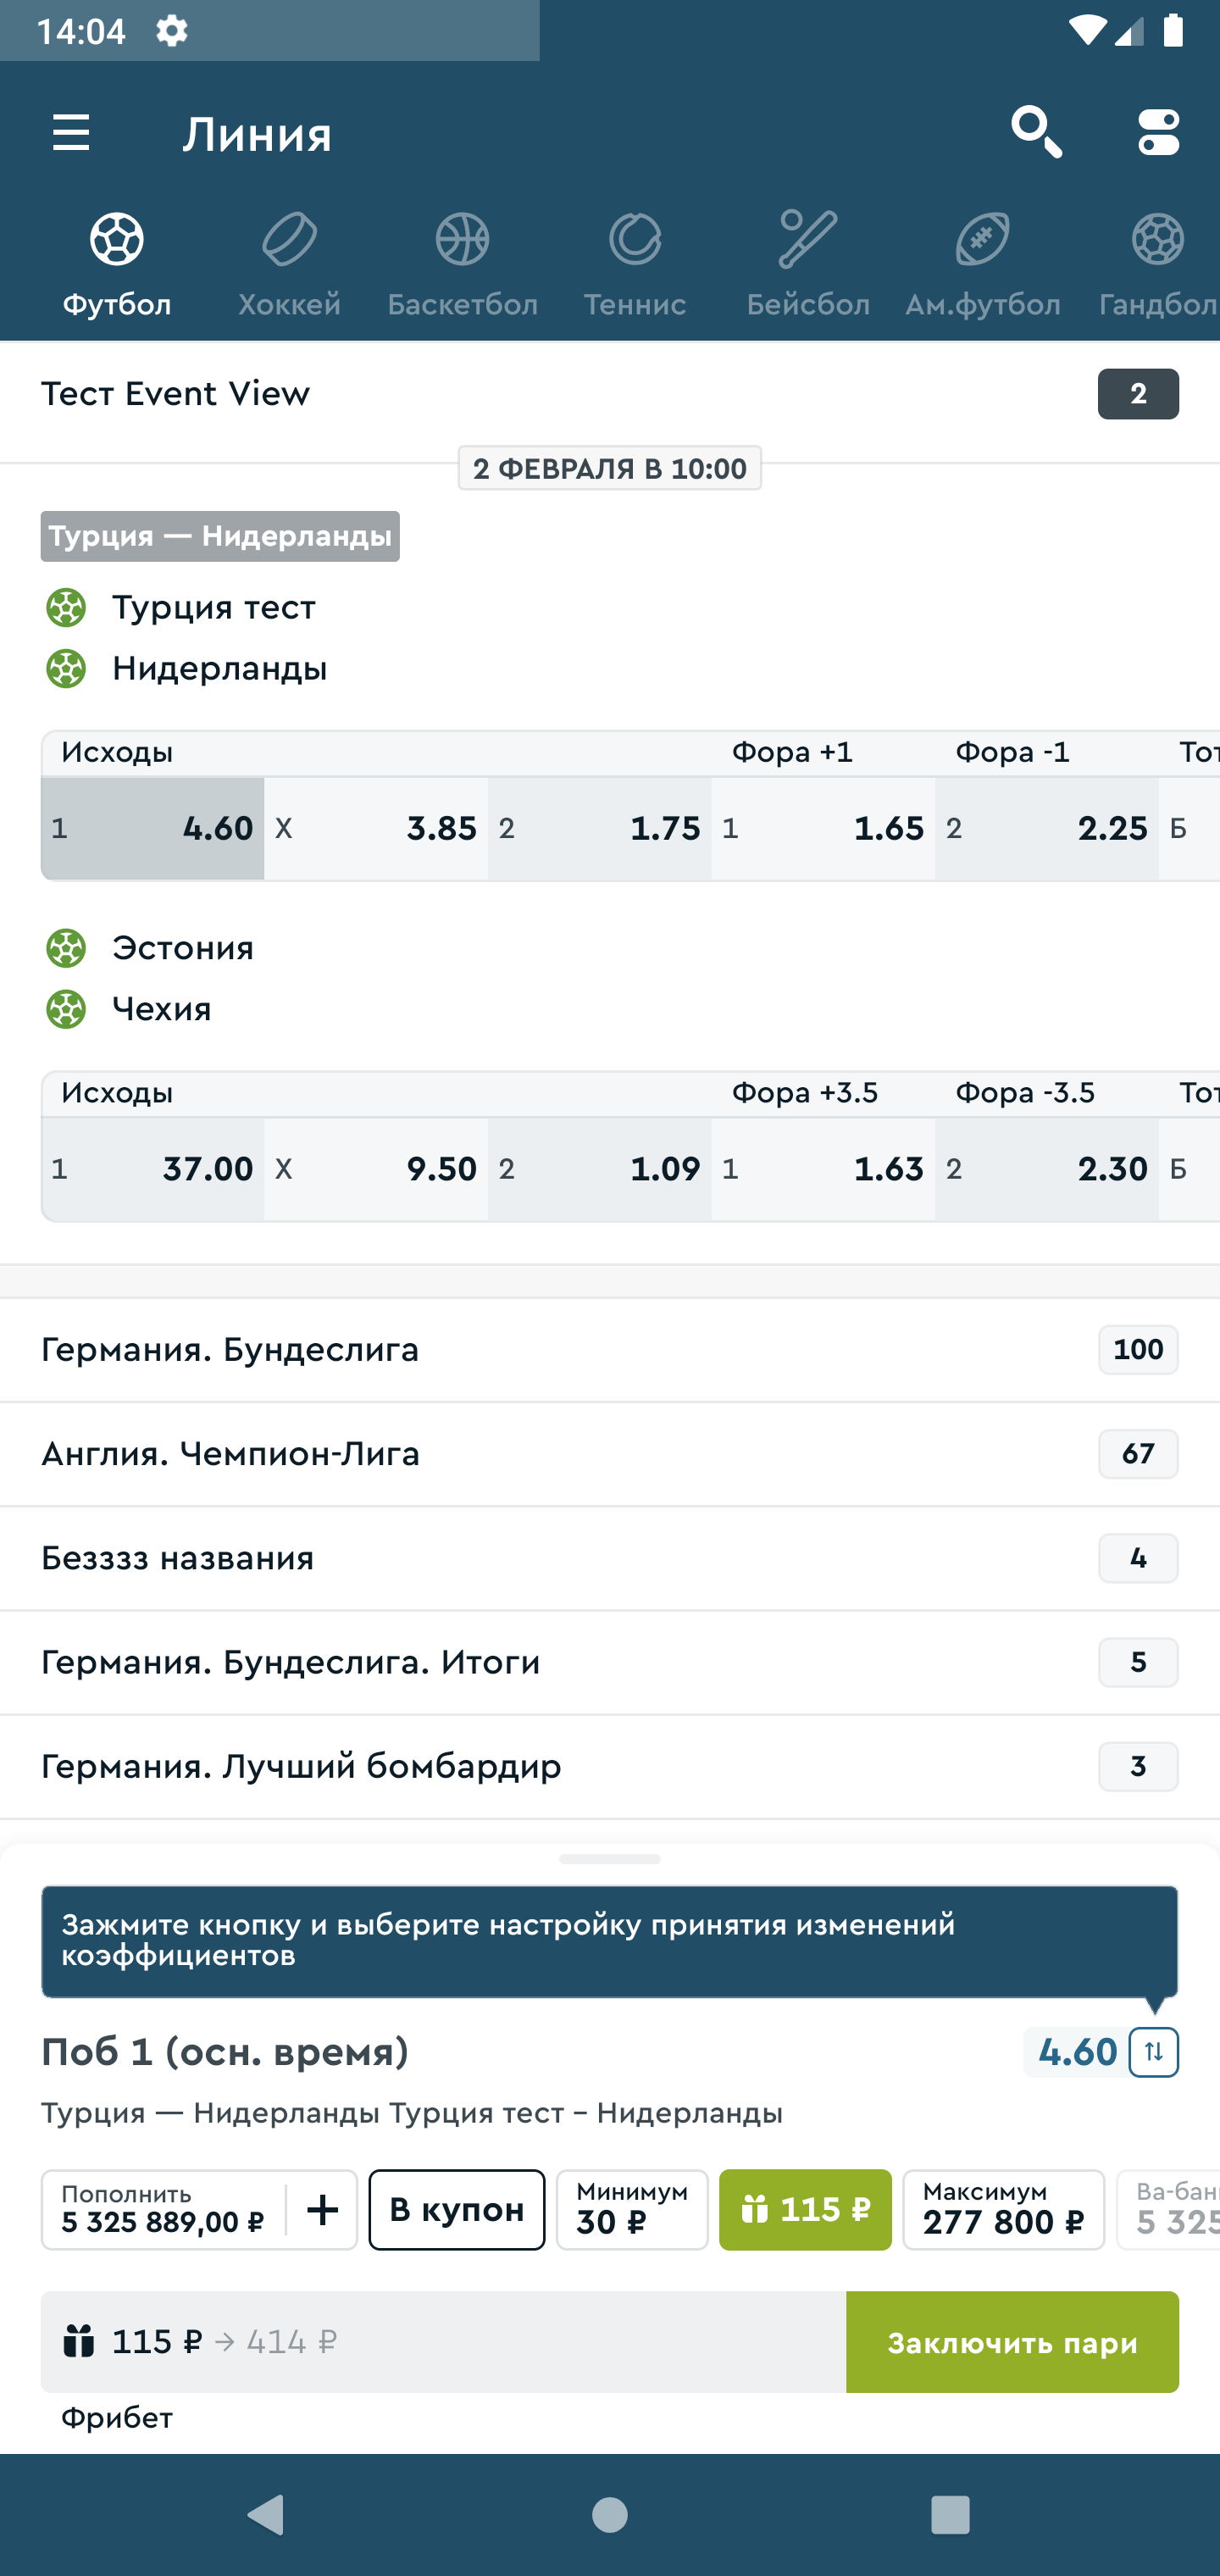 14:04
Линия
Футбол Хоккей Баскетбол Теннис Бейсбол Ам.футбол Гандбол
Тест Event View 2
2 ФЕВРАЛЯ В 10:00
Турция — Нидерланды
Турция тест
Нидерланды
Исходы Фора +1 Фора -1 Тот
1 4.60 X 3.85 2 1.75 1 1.65 2 2.25 Б
Эстония
Чехия
Исходы Фора +3.5 Фора -3.5 Тот
1 37.00 X 9.50 2 1.09 1 1.63 2 2.30 Б
Германия. Бундеслига 100
Англия. Чемпион-Лига 67
Безззз названия 4
Германия. Бундеслига. Итоги 5
Германия. Лучший бомбардир 3
Зажмите кнопку и выберите настройку принятия изменений
коэффициентов
Поб 1 (осн. время) 4.60
Турция — Нидерланды Турция тест – Нидерланды
Пополнить
5 325 889,00 ₽ +
В купон
Минимум
30 ₽
115 ₽
Максимум
277 800 ₽
Ва-бан
5 325
115 ₽ → 414 ₽
Заключить пари
Фрибет